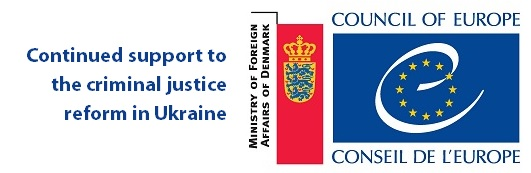 Continued support to
the criminal justice
reform in Ukraine
MINISTRY OF FOREIGN
AFFAIRS OF DENMARK
COUNCIL OF EUROPE
CONSEIL DE L'EUROPE